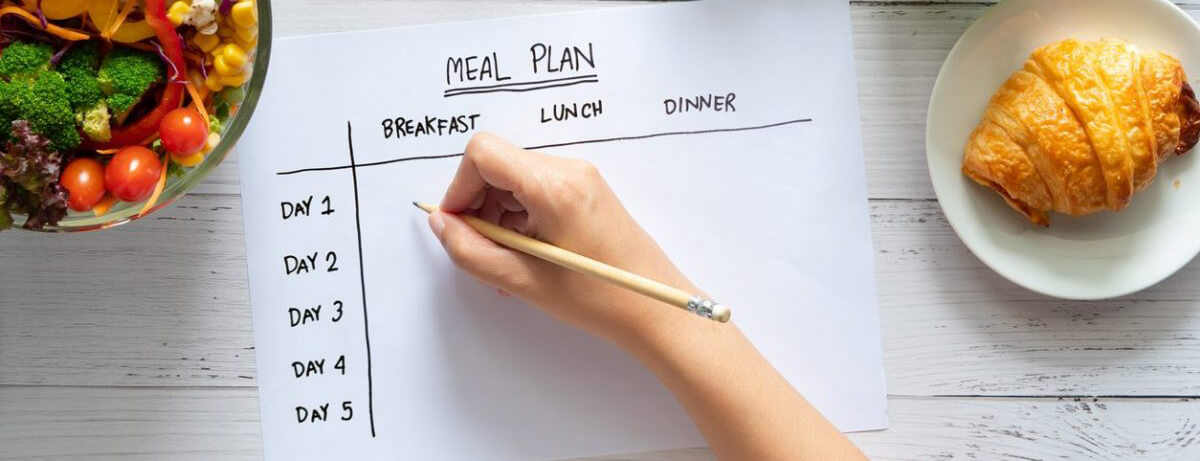 MEAL PLAN
BREAKFAST LUNCH DINNER
DAY 1
DAY 2
DAY 3
DAY 4
DAY 5